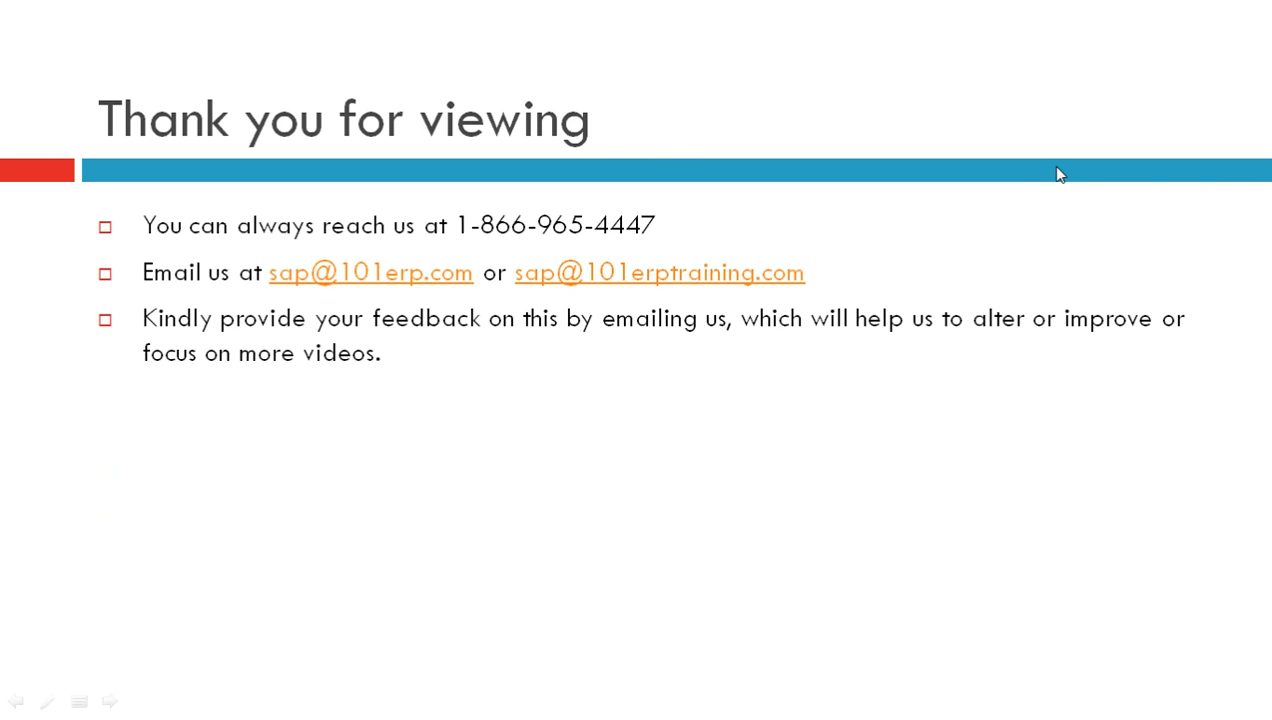 Thank you for viewing
You can always reach us at 1-866-965-4447
Email us at sap@101erp.com or sap@101erptraining.com
Kindly provide your feedback on this by emailing us, which will help us to alter or improve or
focus on more videos.